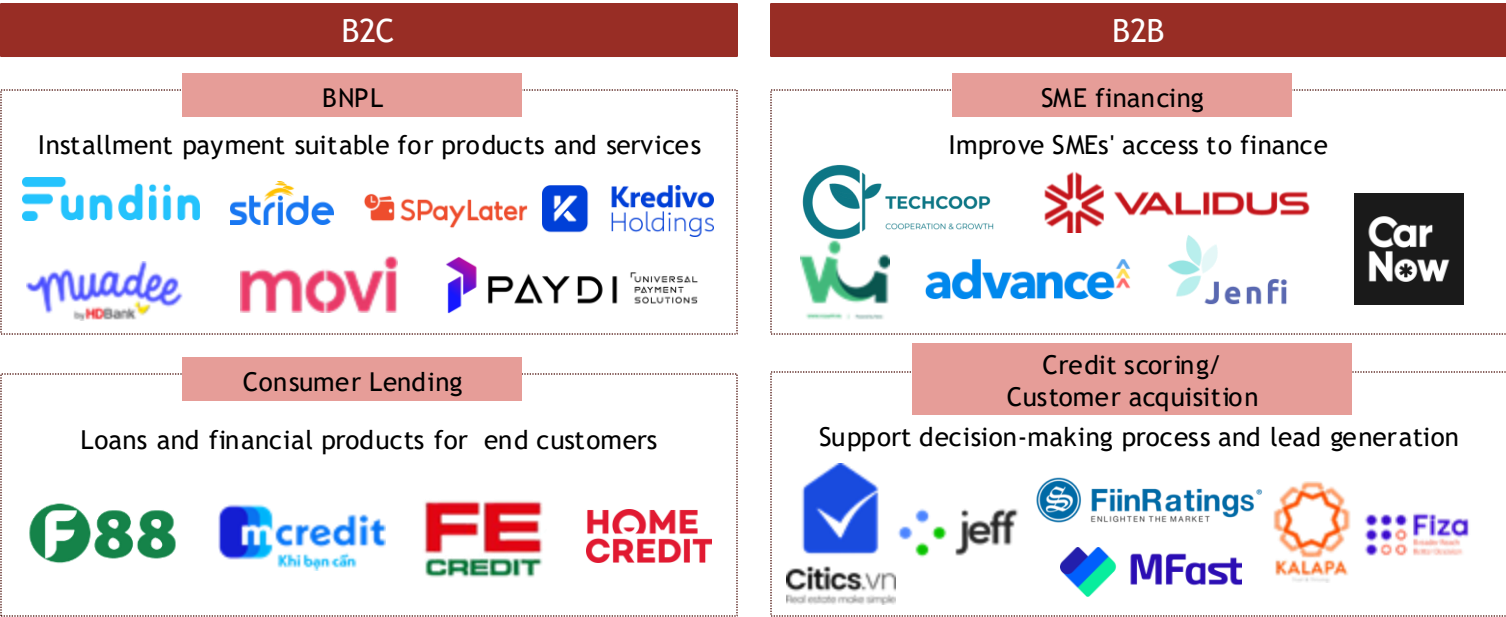 B2C
BNPL
Installment payment suitable for products and services
Fundiin
stride
SPayLater
K
Kredivo
Holdings
muadee
by HDBank
movi
PAYDI
UNIVERSAL
PAYMENT
SOLUTIONS
Consumer Lending
Loans and financial products for end customers
F88
mcredit
Khi bạn cần
FE
CREDIT
HOME
CREDIT
B2B
SME financing
Improve SMEs' access to finance
TECHCOOP
COOPERATION & GROWTH
VALIDUS
Car
Now
Vui
advance
Jenfi
Credit scoring/
Customer acquisition
Support decision-making process and lead generation
Citics.vn
Real estate make simple
jeff
S
FiinRatings
ENLIGHTEN THE MARKET
MFast
KALAPA
Fiza